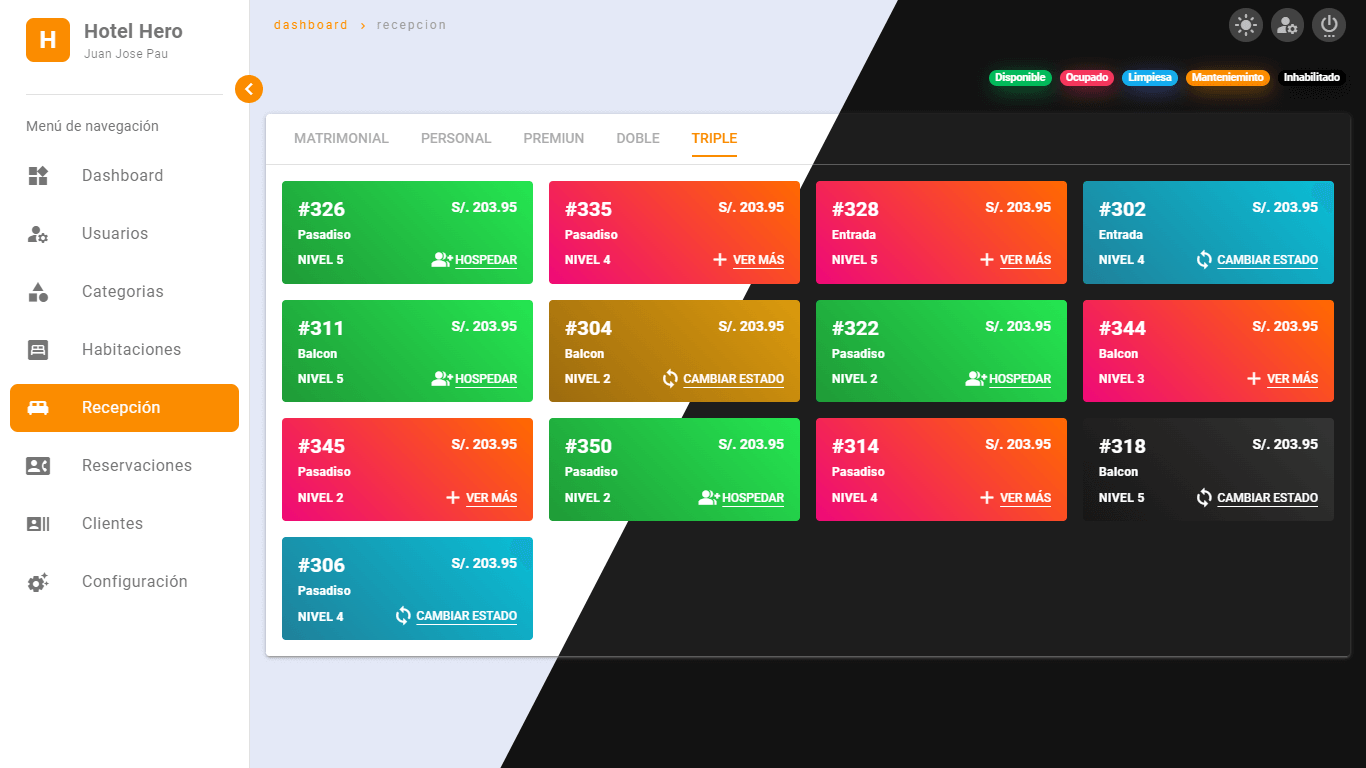 H
Hotel Hero
Juan Jose Pau
Menú de navegación
Dashboard
Usuarios
Categorias
Habitaciones
Recepción
Reservaciones
Clientes
Configuración
dashboard › recepcion
Disponible Ocupado Limpiesa Mantenieminto Inhabilitado
MATRIMONIAL PERSONAL PREMIUN DOBLE TRIPLE
#326 S/. 203.95
Pasadiso
NIVEL 5 HOSPEDAR
#335 S/. 203.95
Pasadiso
NIVEL 4 VER MÁS
#328 S/. 203.95
Entrada
NIVEL 5 VER MÁS
#302 S/. 203.95
Entrada
NIVEL 4 CAMBIAR ESTADO
#311 S/. 203.95
Balcon
NIVEL 5 HOSPEDAR
#304 S/. 203.95
Balcon
NIVEL 2 CAMBIAR ESTADO
#322 S/. 203.95
Pasadiso
NIVEL 2 HOSPEDAR
#344 S/. 203.95
Balcon
NIVEL 3 VER MÁS
#345 S/. 203.95
Pasadiso
NIVEL 2 VER MÁS
#350 S/. 203.95
Pasadiso
NIVEL 2 HOSPEDAR
#314 S/. 203.95
Pasadiso
NIVEL 4 VER MÁS
#318 S/. 203.95
Balcon
NIVEL 5 CAMBIAR ESTADO
#306 S/. 203.95
Pasadiso
NIVEL 4 CAMBIAR ESTADO